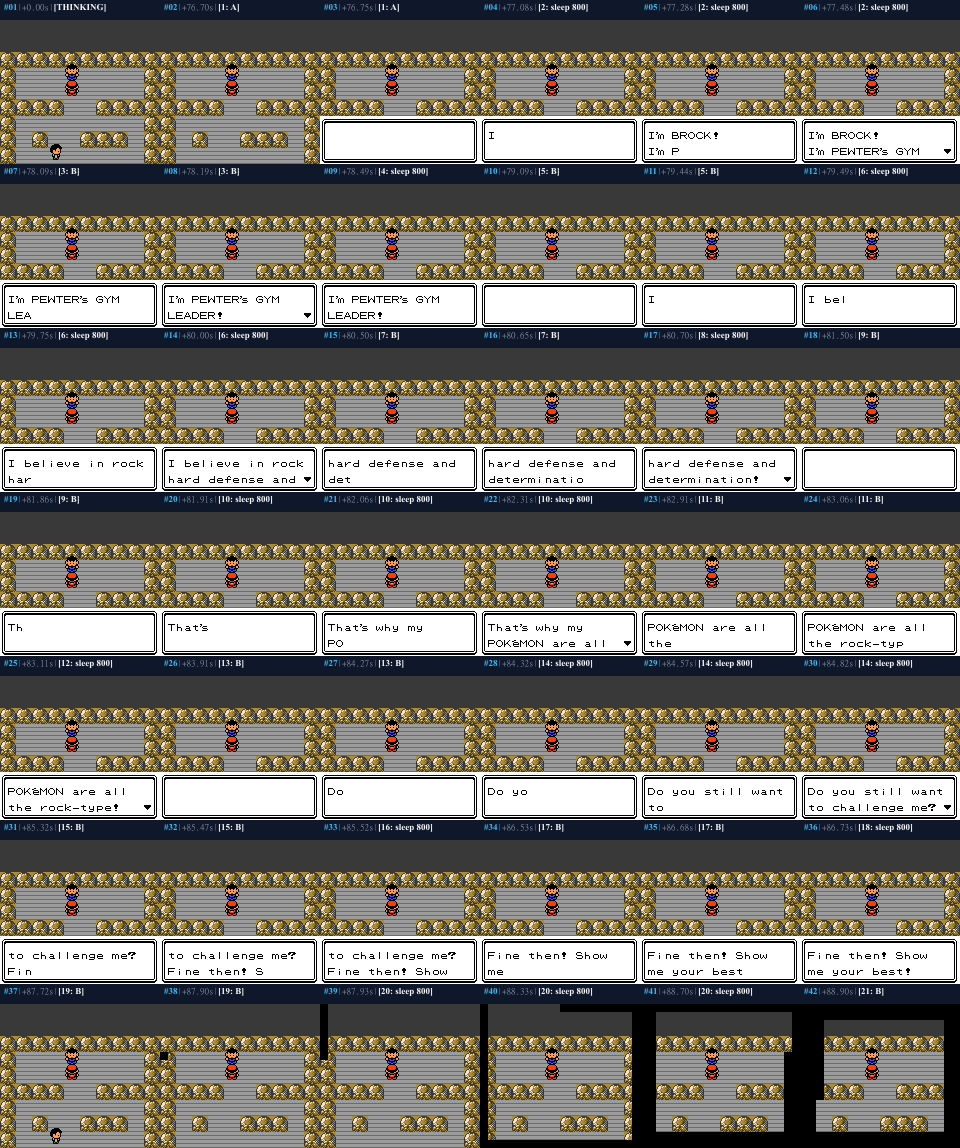 #01|+0.00s|[THINKING] #02|+76.70s|[1: A] #03|+76.75s|[1: A] #04|+77.08s|[2: sleep 800] #05|+77.28s|[2: sleep 800] #06|+77.48s|[2: sleep 800]
I I'm BROCK! I'm BROCK!
I'm P I'm PEWTER's GYM
#07|+78.09s|[3: B] #08|+78.19s|[3: B] #09|+78.49s|[4: sleep 800] #10|+79.09s|[5: B] #11|+79.44s|[5: B] #12|+79.49s|[6: sleep 800]
I'm PEWTER's GYM I'm PEWTER's GYM I'm PEWTER's GYM I I bel
LEA LEADER! LEADER!
#13|+79.75s|[6: sleep 800] #14|+80.00s|[6: sleep 800] #15|+80.50s|[7: B] #16|+80.65s|[7: B] #17|+80.70s|[8: sleep 800] #18|+81.50s|[9: B]
I believe in rock I believe in rock hard defense and hard defense and hard defense and
har hard defense and det determinatio determination!
#19|+81.86s|[9: B] #20|+81.91s|[10: sleep 800] #21|+82.06s|[10: sleep 800] #22|+82.31s|[10: sleep 800] #23|+82.91s|[11: B] #24|+83.06s|[11: B]
Th That's That's why my That's why my POKéMON are all POKéMON are all
PO POKéMON are all the the rock-typ
#25|+83.11s|[12: sleep 800] #26|+83.91s|[13: B] #27|+84.27s|[13: B] #28|+84.32s|[14: sleep 800] #29|+84.57s|[14: sleep 800] #30|+84.82s|[14: sleep 800]
POKéMON are all Do Do yo Do you still want Do you still want
the rock-type! to to challenge me?
#31|+85.32s|[15: B] #32|+85.47s|[15: B] #33|+85.52s|[16: sleep 800] #34|+86.53s|[17: B] #35|+86.68s|[17: B] #36|+86.73s|[18: sleep 800]
to challenge me? to challenge me? to challenge me? Fine then! Show Fine then! Show Fine then! Show
Fin Fine then! S Fine then! Show me me your best me your best!
#37|+87.72s|[19: B] #38|+87.90s|[19: B] #39|+87.93s|[20: sleep 800] #40|+88.33s|[20: sleep 800] #41|+88.70s|[20: sleep 800] #42|+88.90s|[21: B]